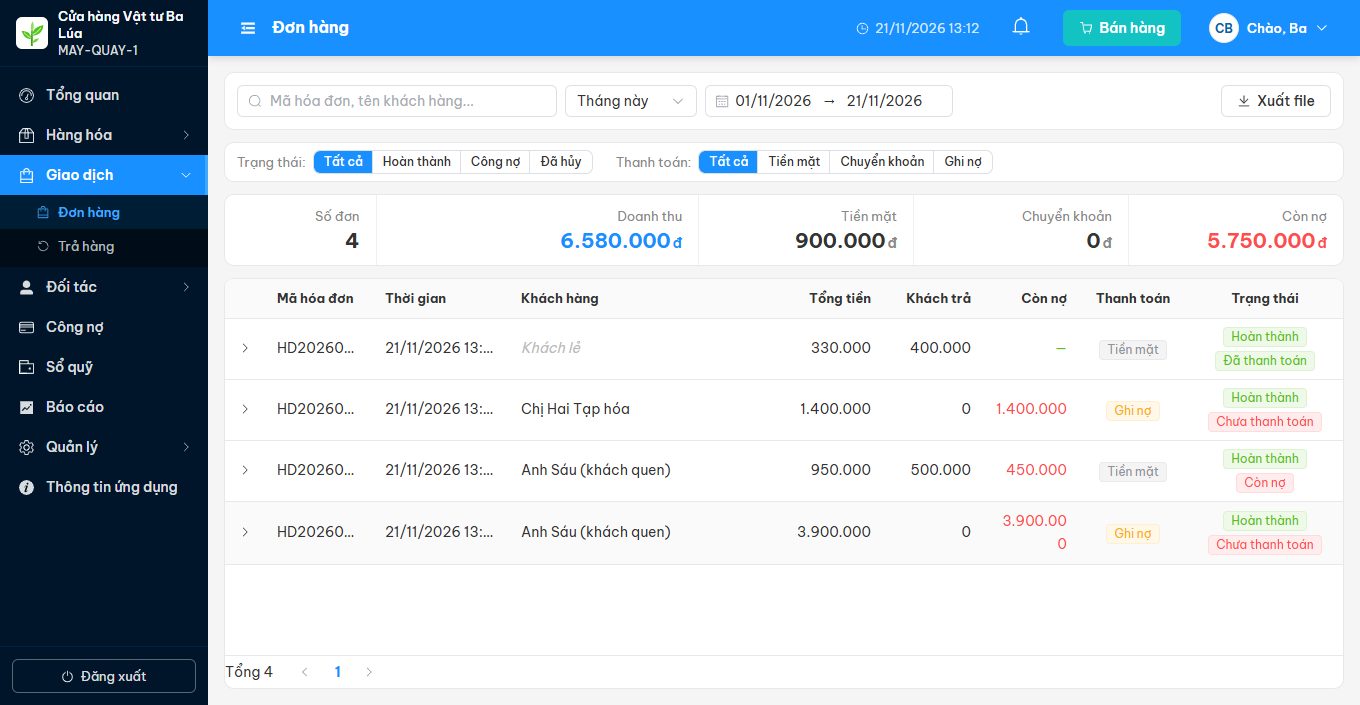 Cửa hàng Vật tư Ba
Lúa
MAY-QUAY-1
Đơn hàng
21/11/2026 13:12
Bán hàng
CB
Chào, Ba
Tổng quan
Hàng hóa
Giao dịch
Đơn hàng
Trả hàng
Đối tác
Công nợ
Sổ quỹ
Báo cáo
Quản lý
Thông tin ứng dụng
Đăng xuất
Mã hóa đơn, tên khách hàng...
Tháng này
01/11/2026 → 21/11/2026
Xuất file
Trạng thái: Tất cả Hoàn thành Công nợ Đã hủy
Thanh toán: Tất cả Tiền mặt Chuyển khoản Ghi nợ
Số đơn
4
Doanh thu
6.580.000đ
Tiền mặt
900.000đ
Chuyển khoản
0đ
Còn nợ
5.750.000đ
Mã hóa đơn Thời gian Khách hàng Tổng tiền Khách trả Còn nợ Thanh toán Trạng thái
HD20260... 21/11/2026 13:... Khách lẻ 330.000 400.000 — Tiền mặt Hoàn thành
Đã thanh toán
HD20260... 21/11/2026 13:... Chị Hai Tạp hóa 1.400.000 0 1.400.000 Ghi nợ Hoàn thành
Chưa thanh toán
HD20260... 21/11/2026 13:... Anh Sáu (khách quen) 950.000 500.000 450.000 Tiền mặt Hoàn thành
Còn nợ
HD20260... 21/11/2026 13:... Anh Sáu (khách quen) 3.900.000 0 3.900.00 Ghi nợ Hoàn thành
0 Chưa thanh toán
Tổng 4 1